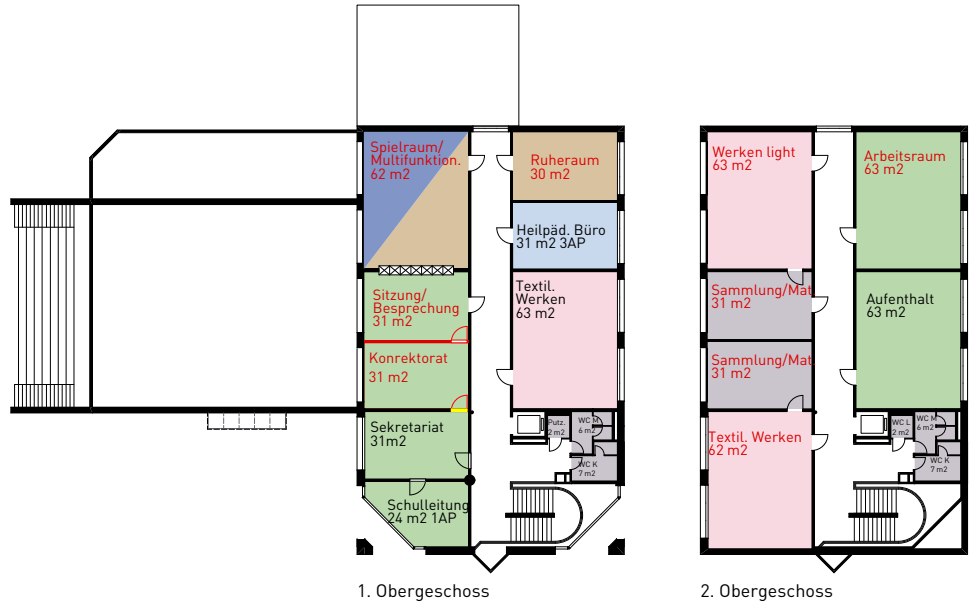 Spielraum/
Multifunktion.
62 m2
Ruheraum
30 m2
Heilpäd. Büro
31 m2 3AP
Sitzung/
Besprechung
31 m2
Textil.
Werken
63 m2
Konrektorat
31 m2
Sekretariat
31m2
Putz.
2 m2
WC M
6 m2
WC K
7 m2
Schulleitung
24 m2 1AP
1. Obergeschoss
Werken light
63 m2
Arbeitsraum
63 m2
Sammlung/Mat.
31 m2
Aufenthalt
63 m2
Sammlung/Mat.
31 m2
Textil. Werken
62 m2
WC L
2 m2
WC M
6 m2
WC K
7 m2
2. Obergeschoss